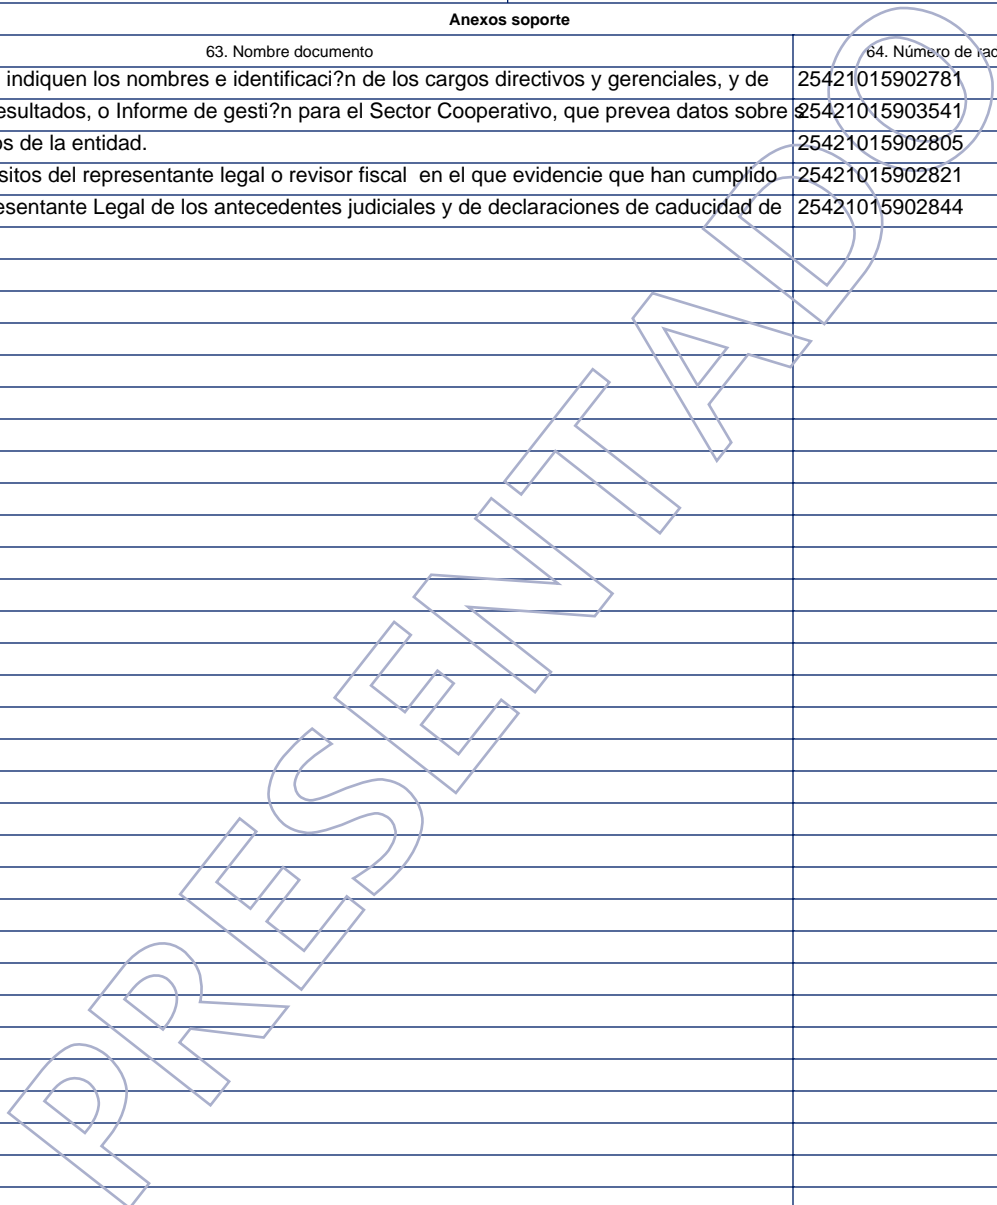 Anexos soporte
63. Nombre documento 64. Número de rad
indiquen los nombres e identificaci?n de los cargos directivos y gerenciales, y de 254210159​02781
esultados, o Informe de gesti?n para el Sector Cooperativo, que prevea datos sobre s 25421015903541
os de la entidad. 25421015902805
sitos del representante legal o revisor fiscal en el que evidencie que han cumplido 25421015902821
esentante Legal de los antecedentes judiciales y de declaraciones de caducidad de 25421015902844
PRESENTADO